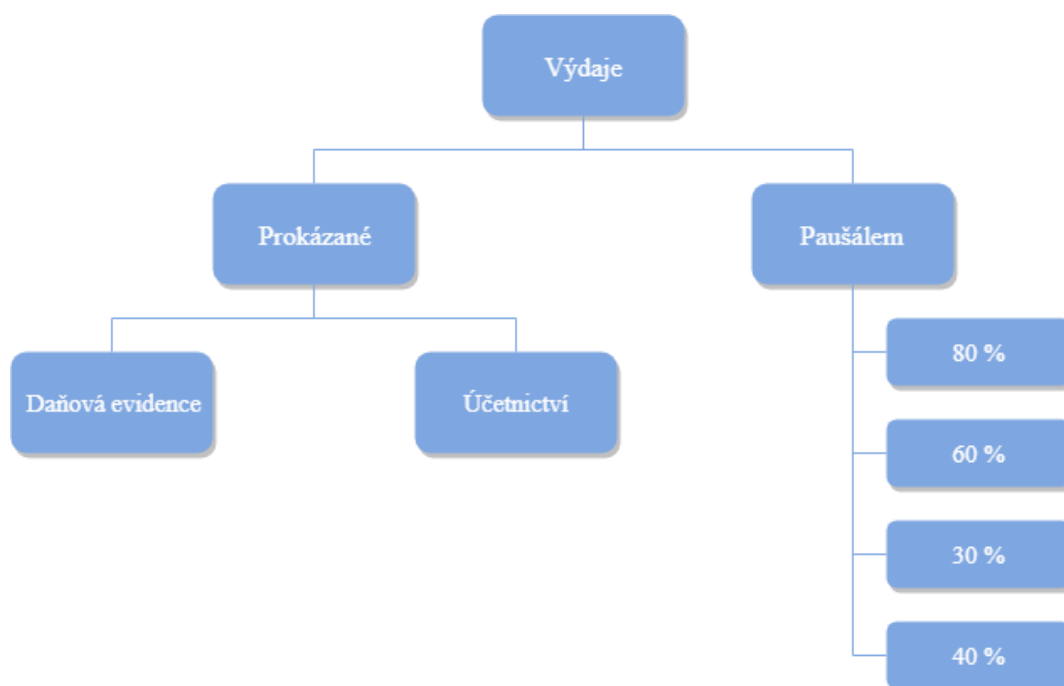 Výdaje
Prokázané
Paušálem
Daňová evidence
Účetnictví
80 %
60 %
30 %
40 %